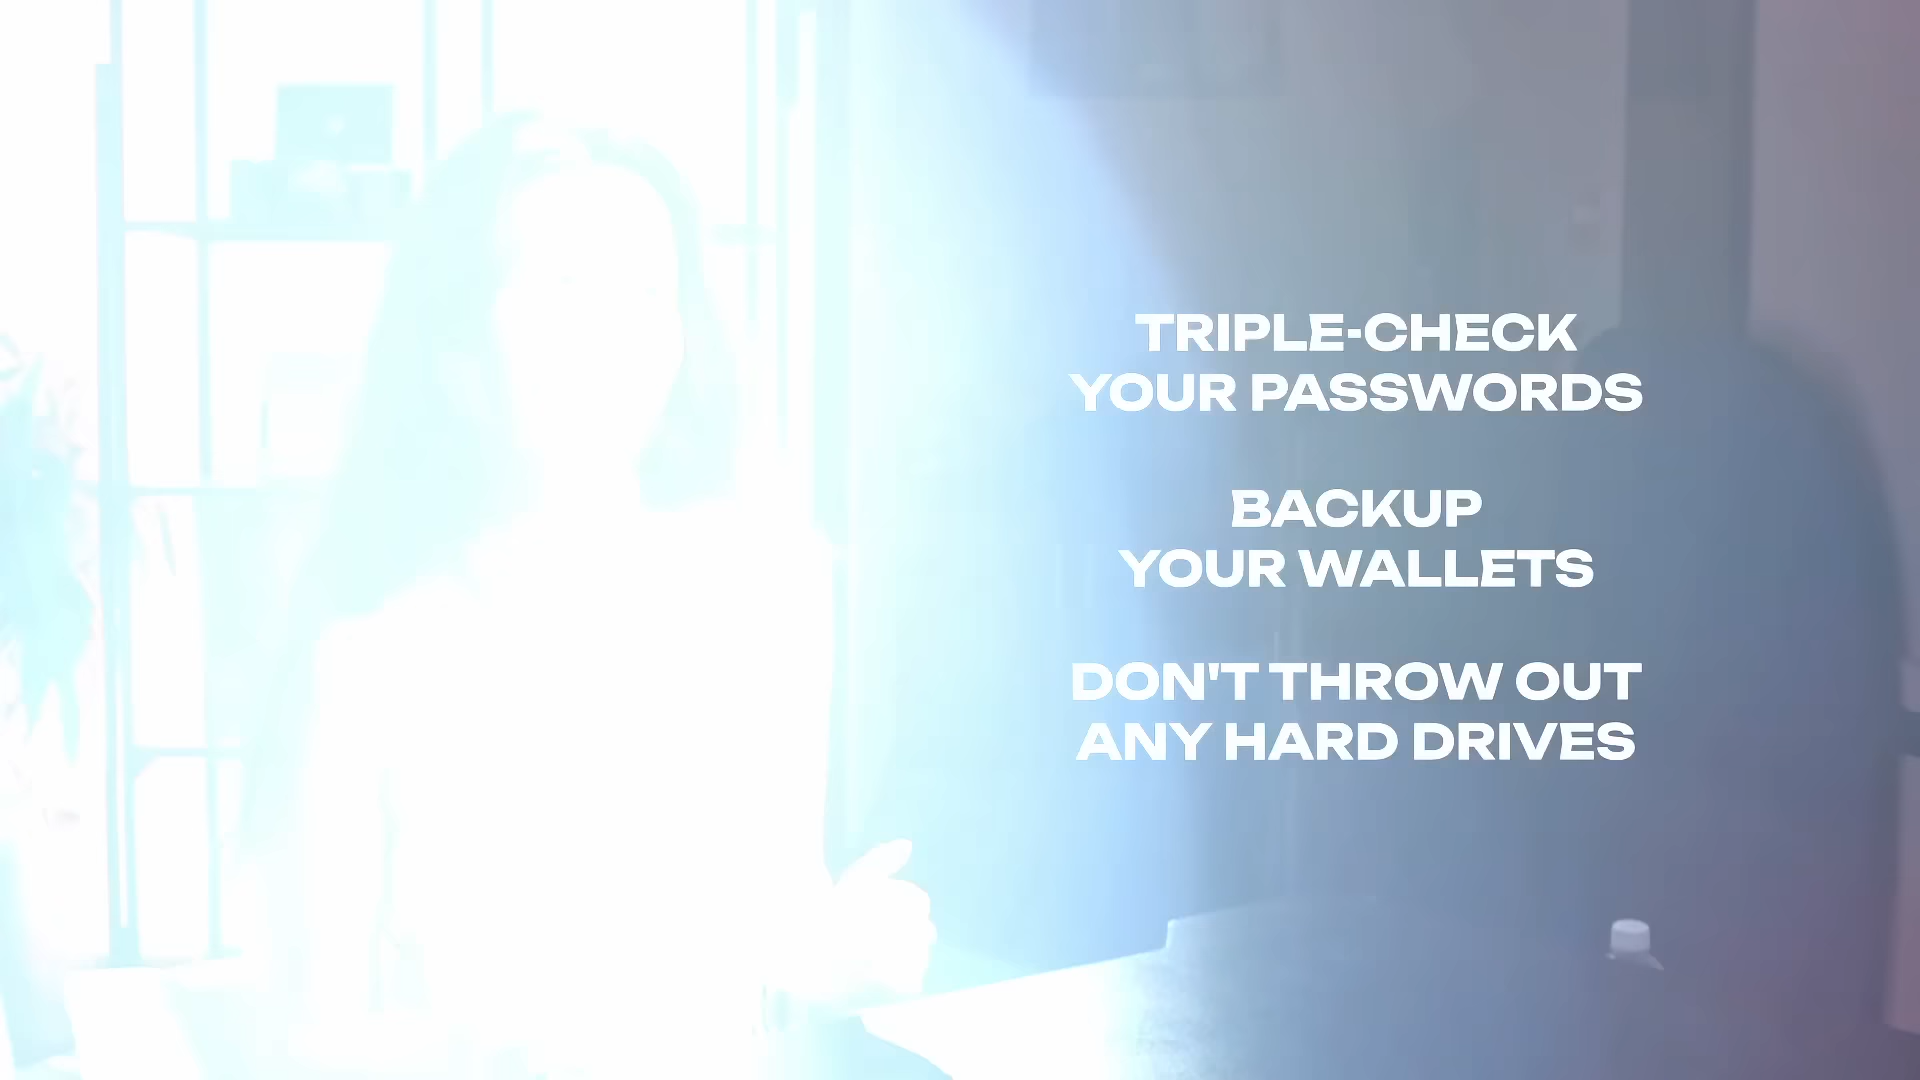 TRIPLE-CHECK
YOUR PASSWORDS
BACKUP
YOUR WALLETS
DON'T THROW OUT
ANY HARD DRIVES